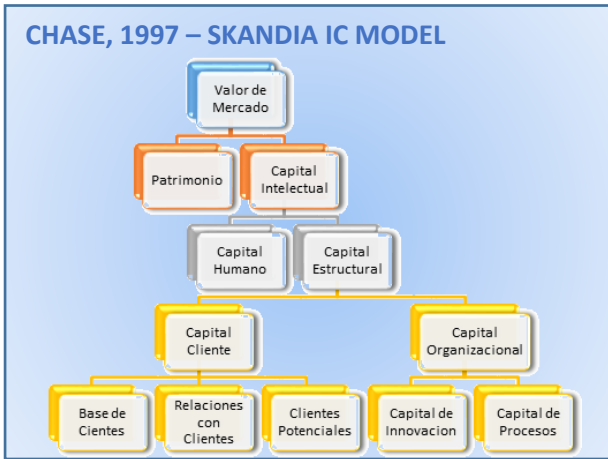 CHASE, 1997 – SKANDIA IC MODEL
Valor de
Mercado
Patrimonio
Capital
Intelectual
Capital
Humano
Capital
Estructural
Capital
Cliente
Capital
Organizacional
Base de
Cientes
Relaciones
con
Clientes
Clientes
Potenciales
Capital de
Innovacion
Capital de
Procesos